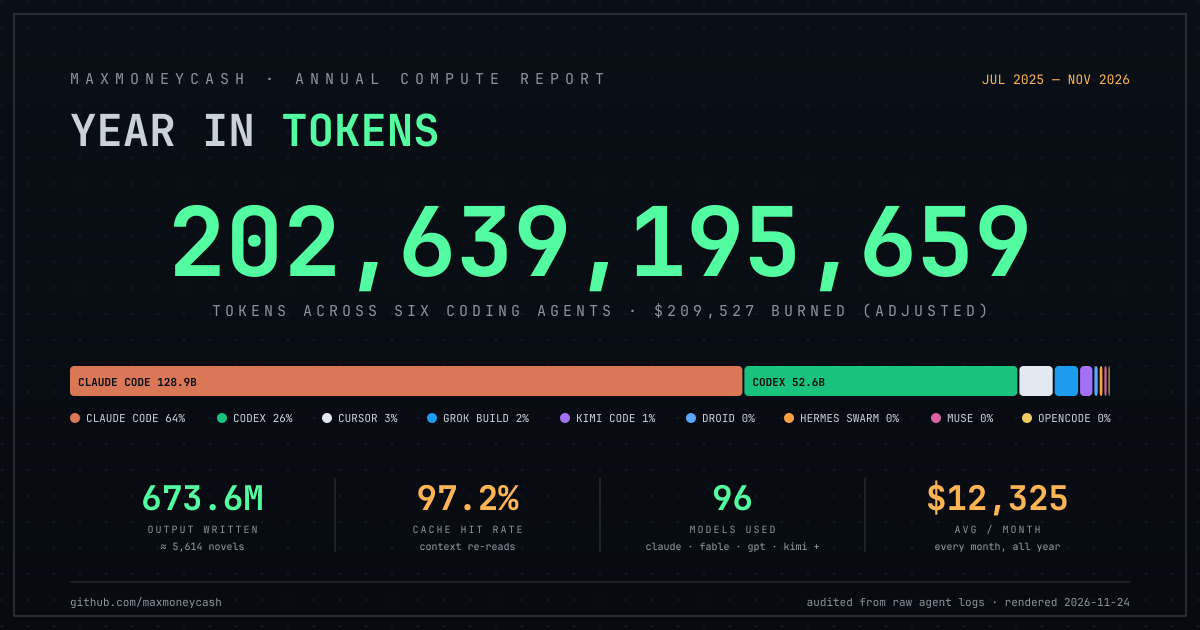 MAXMONEYCASH · ANNUAL COMPUTE REPORT
JUL 2025 — NOV 2026
YEAR IN TOKENS
202,639,195,659
TOKENS ACROSS SIX CODING AGENTS · $209,527 BURNED (ADJUSTED)
CLAUDE CODE 128.9B CODEX 52.6B
CLAUDE CODE 64% CODEX 26% CURSOR 3% GROK BUILD 2% KIMI CODE 1% DROID 0% HERMES SWARM 0% MUSE 0% OPENCODE 0%
673.6M 97.2% 96 $12,325
OUTPUT WRITTEN CACHE HIT RATE MODELS USED AVG / MONTH
≈ 5,614 novels context re-reads claude · fable · gpt · kimi + every month, all year
github.com/maxmoneycash audited from raw agent logs · rendered 2026-11-24